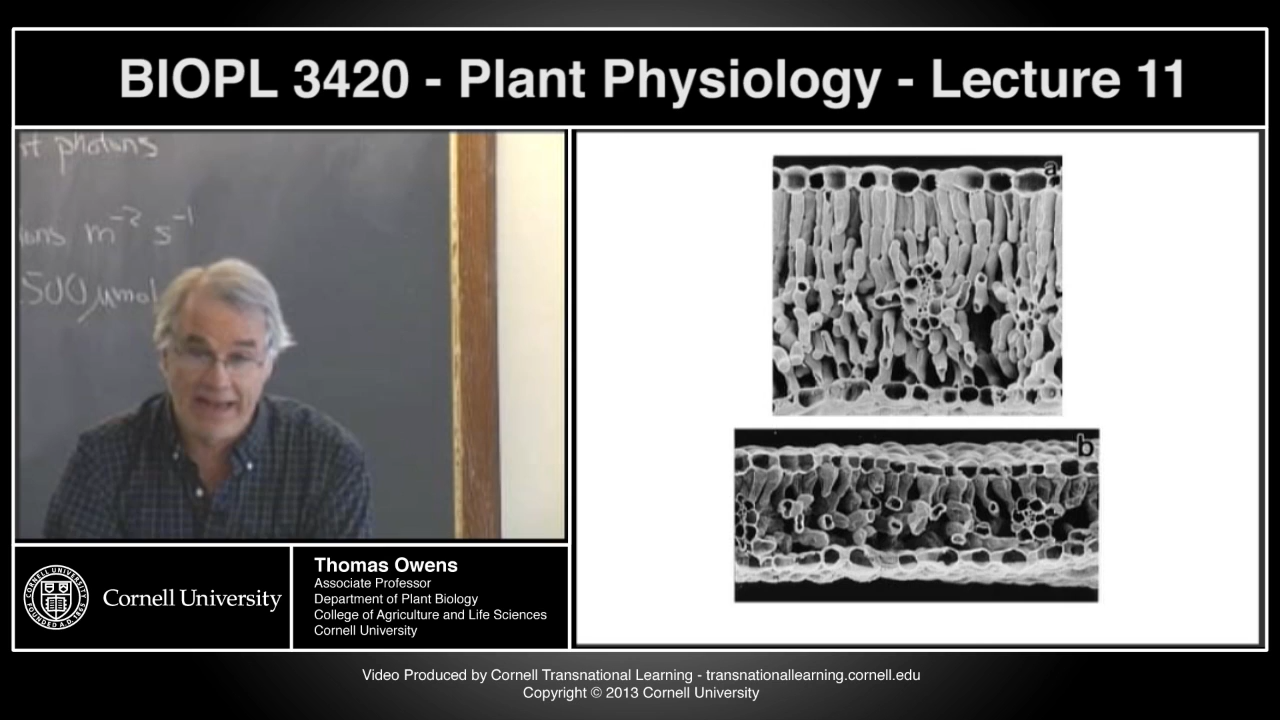 BIOPL 3420 - Plant Physiology - Lecture 11
photons
m⁻² s⁻¹
500 μmol
a
b
Cornell University
Thomas Owens
Associate Professor
Department of Plant Biology
College of Agriculture and Life Sciences
Cornell University
Video Produced by Cornell Transnational Learning - transnationallearning.cornell.edu
Copyright © 2013 Cornell University